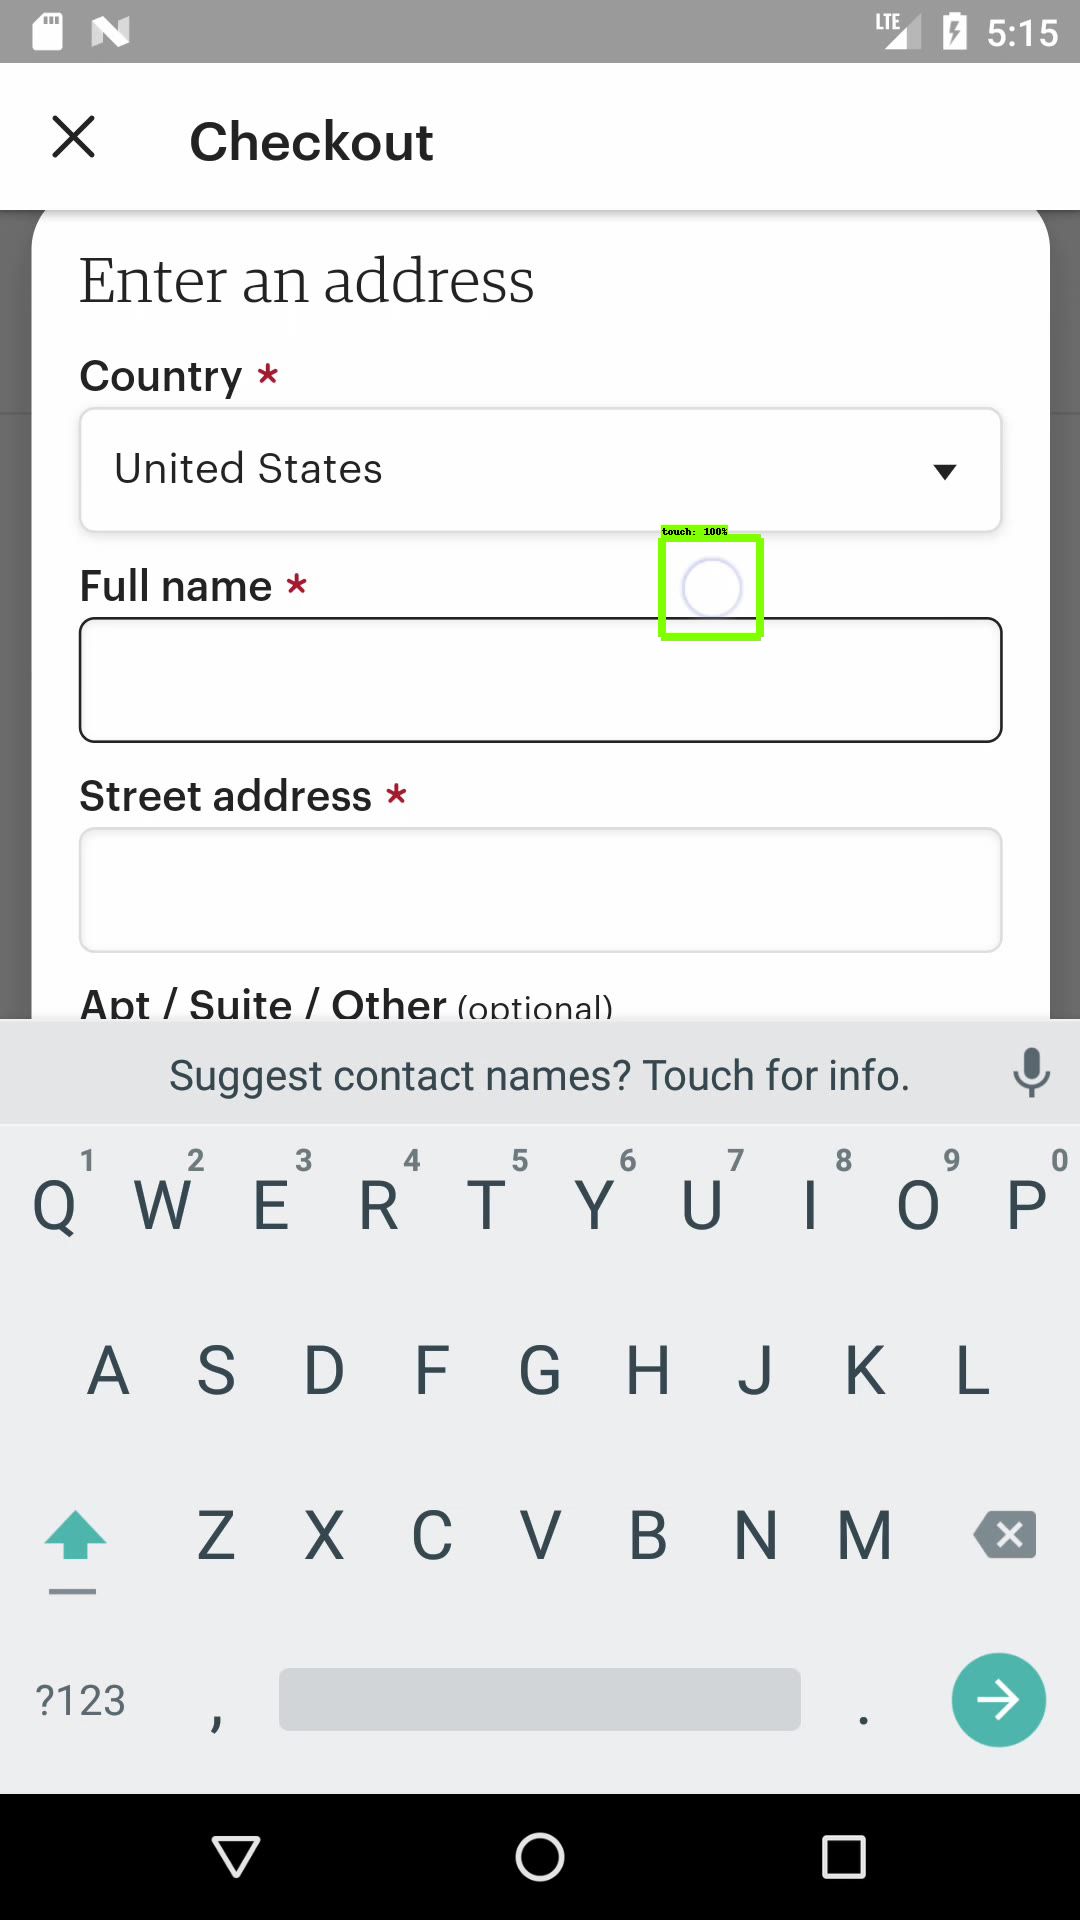 LTE 5:15
Checkout
Enter an address
Country *
United States
touch: 100%
Full name *
Street address *
Apt / Suite / Other (optional)
Suggest contact names? Touch for info.
1 2 3 4 5 6 7 8 9 0
Q W E R T Y U I O P
A S D F G H J K L
Z X C V B N M
?123 , .